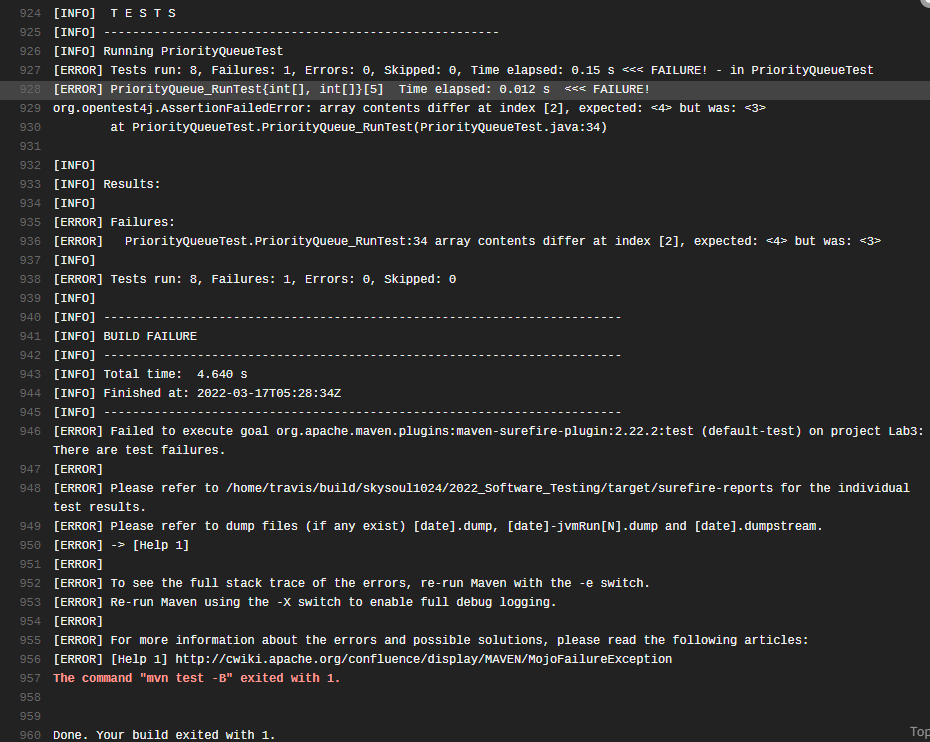 924 [INFO]  T E S T S
925 [INFO] -------------------------------------------------------
926 [INFO] Running PriorityQueueTest
927 [ERROR] Tests run: 8, Failures: 1, Errors: 0, Skipped: 0, Time elapsed: 0.15 s <<< FAILURE! - in PriorityQueueTest
928 [ERROR] PriorityQueue_RunTest{int[], int[]}[5]  Time elapsed: 0.012 s  <<< FAILURE!
929 org.opentest4j.AssertionFailedError: array contents differ at index [2], expected: <4> but was: <3>
930         at PriorityQueueTest.PriorityQueue_RunTest(PriorityQueueTest.java:34)
931
932 [INFO]
933 [INFO] Results:
934 [INFO]
935 [ERROR] Failures:
936 [ERROR]   PriorityQueueTest.PriorityQueue_RunTest:34 array contents differ at index [2], expected: <4> but was: <3>
937 [INFO]
938 [ERROR] Tests run: 8, Failures: 1, Errors: 0, Skipped: 0
939 [INFO]
940 [INFO] ------------------------------------------------------------------------
941 [INFO] BUILD FAILURE
942 [INFO] ------------------------------------------------------------------------
943 [INFO] Total time:  4.640 s
944 [INFO] Finished at: 2022-03-17T05:28:34Z
945 [INFO] ------------------------------------------------------------------------
946 [ERROR] Failed to execute goal org.apache.maven.plugins:maven-surefire-plugin:2.22.2:test (default-test) on project Lab3:
There are test failures.
947 [ERROR]
948 [ERROR] Please refer to /home/travis/build/skysoul1024/2022_Software_Testing/target/surefire-reports for the individual
test results.
949 [ERROR] Please refer to dump files (if any exist) [date].dump, [date]-jvmRun[N].dump and [date].dumpstream.
950 [ERROR] -> [Help 1]
951 [ERROR]
952 [ERROR] To see the full stack trace of the errors, re-run Maven with the -e switch.
953 [ERROR] Re-run Maven using the -X switch to enable full debug logging.
954 [ERROR]
955 [ERROR] For more information about the errors and possible solutions, please read the following articles:
956 [ERROR] [Help 1] http://cwiki.apache.org/confluence/display/MAVEN/MojoFailureException
957 The command "mvn test -B" exited with 1.
958
959
960 Done. Your build exited with 1.
Top